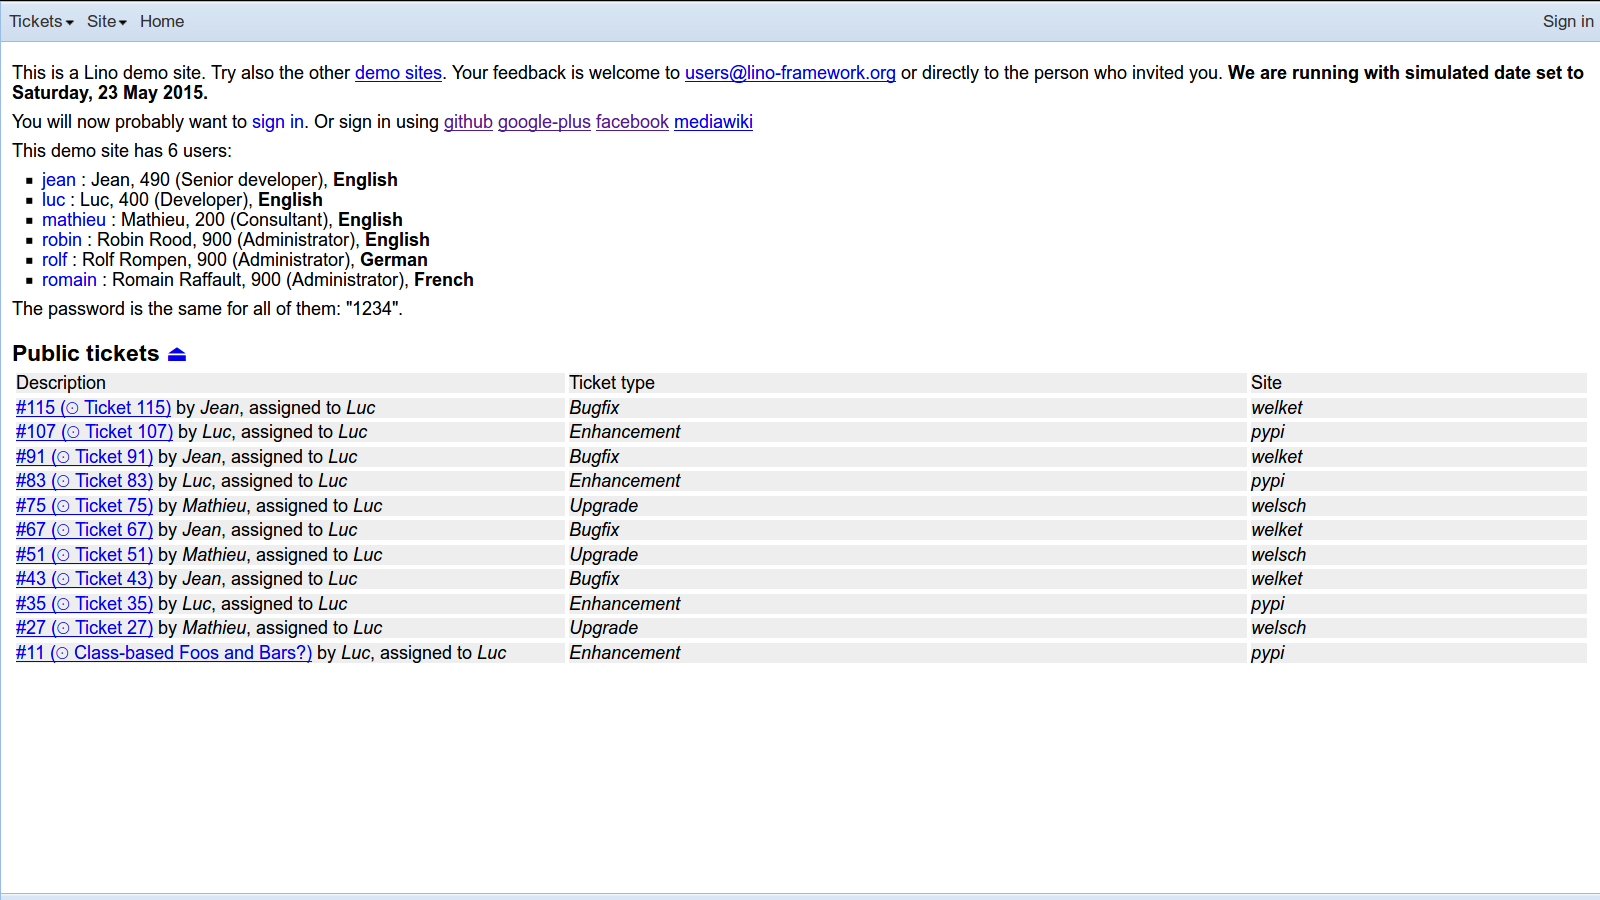 Tickets Site Home Sign in
This is a Lino demo site. Try also the other demo sites. Your feedback is welcome to users@lino-framework.org or directly to the person who invited you. We are running with simulated date set to
Saturday, 23 May 2015.
You will now probably want to sign in. Or sign in using github google-plus facebook mediawiki
This demo site has 6 users:
jean : Jean, 490 (Senior developer), English
luc : Luc, 400 (Developer), English
mathieu : Mathieu, 200 (Consultant), English
robin : Robin Rood, 900 (Administrator), English
rolf : Rolf Rompen, 900 (Administrator), German
romain : Romain Raffault, 900 (Administrator), French
The password is the same for all of them: "1234".
Public tickets ⏏
Description Ticket type Site
#115 (☉ Ticket 115) by Jean, assigned to Luc Bugfix welket
#107 (☉ Ticket 107) by Luc, assigned to Luc Enhancement pypi
#91 (☉ Ticket 91) by Jean, assigned to Luc Bugfix welket
#83 (☉ Ticket 83) by Luc, assigned to Luc Enhancement pypi
#75 (☉ Ticket 75) by Mathieu, assigned to Luc Upgrade welsch
#67 (☉ Ticket 67) by Jean, assigned to Luc Bugfix welket
#51 (☉ Ticket 51) by Mathieu, assigned to Luc Upgrade welsch
#43 (☉ Ticket 43) by Jean, assigned to Luc Bugfix welket
#35 (☉ Ticket 35) by Luc, assigned to Luc Enhancement pypi
#27 (☉ Ticket 27) by Mathieu, assigned to Luc Upgrade welsch
#11 (☉ Class-based Foos and Bars?) by Luc, assigned to Luc Enhancement pypi